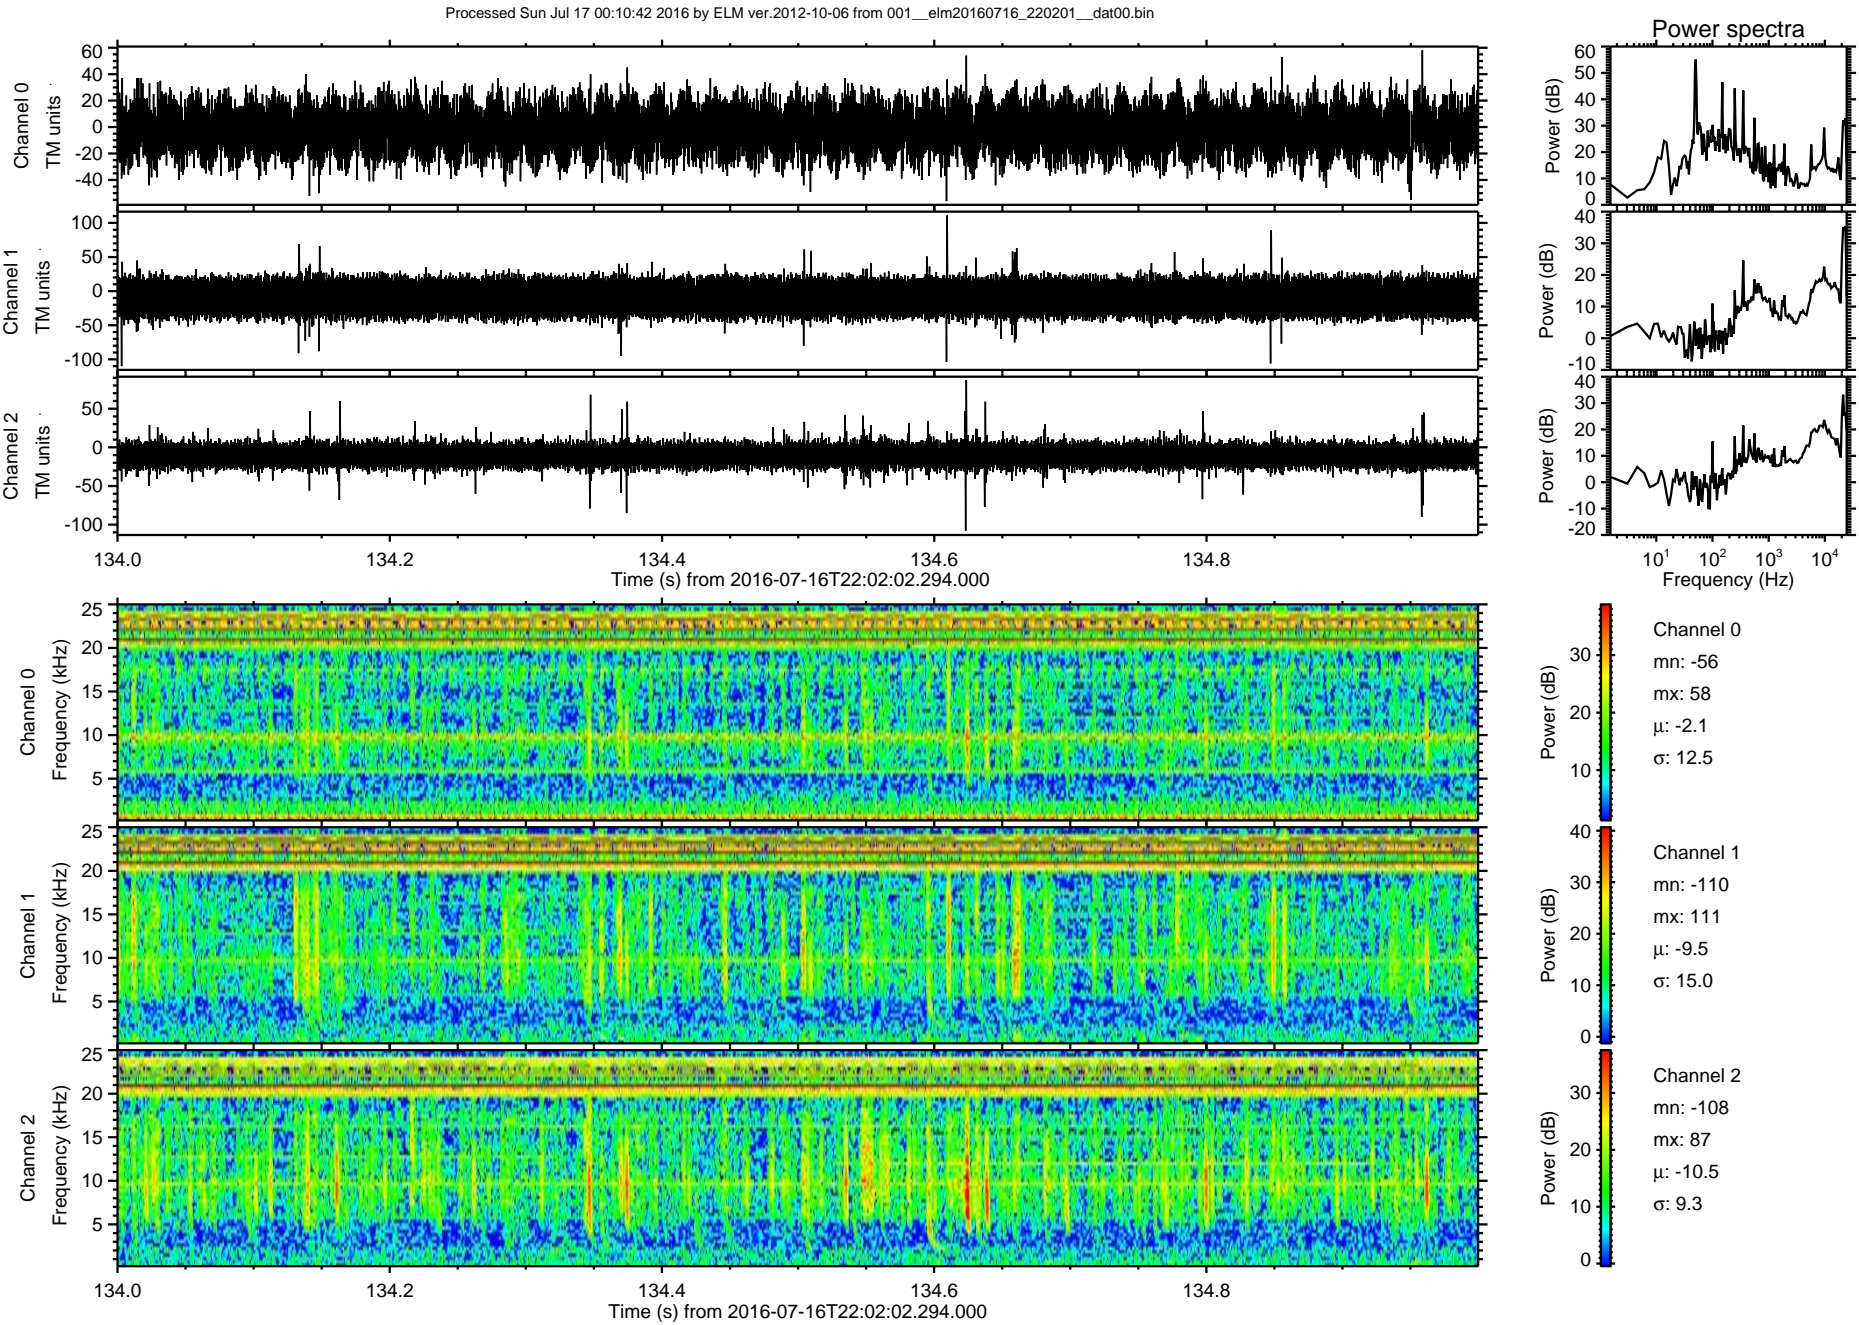 Processed Sun Jul 17 00:10:42 2016 by ELM ver.2012-10-06 from 001__elm20160716_220201__dat00.bin
Power spectra
Channel 0
TM units
60
40
20
0
-20
-40
Power (dB)
60
50
40
30
20
10
0
Channel 1
TM units
100
50
0
-50
-100
Power (dB)
40
30
20
10
0
-10
Channel 2
TM units
50
0
-50
-100
Power (dB)
40
30
20
10
0
-10
-20
134.0 134.2 134.4 134.6 134.8
Time (s) from 2016-07-16T22:02:02.294.000
10^1 10^2 10^3 10^4
Frequency (Hz)
Channel 0
Frequency (kHz)
25
20
15
10
5
Power (dB)
30
20
10
Channel 0
mn: -56
mx: 58
μ: -2.1
σ: 12.5
Channel 1
Frequency (kHz)
25
20
15
10
5
Power (dB)
40
30
20
10
0
Channel 1
mn: -110
mx: 111
μ: -9.5
σ: 15.0
Channel 2
Frequency (kHz)
25
20
15
10
5
Power (dB)
30
20
10
0
Channel 2
mn: -108
mx: 87
μ: -10.5
σ: 9.3
134.0 134.2 134.4 134.6 134.8
Time (s) from 2016-07-16T22:02:02.294.000